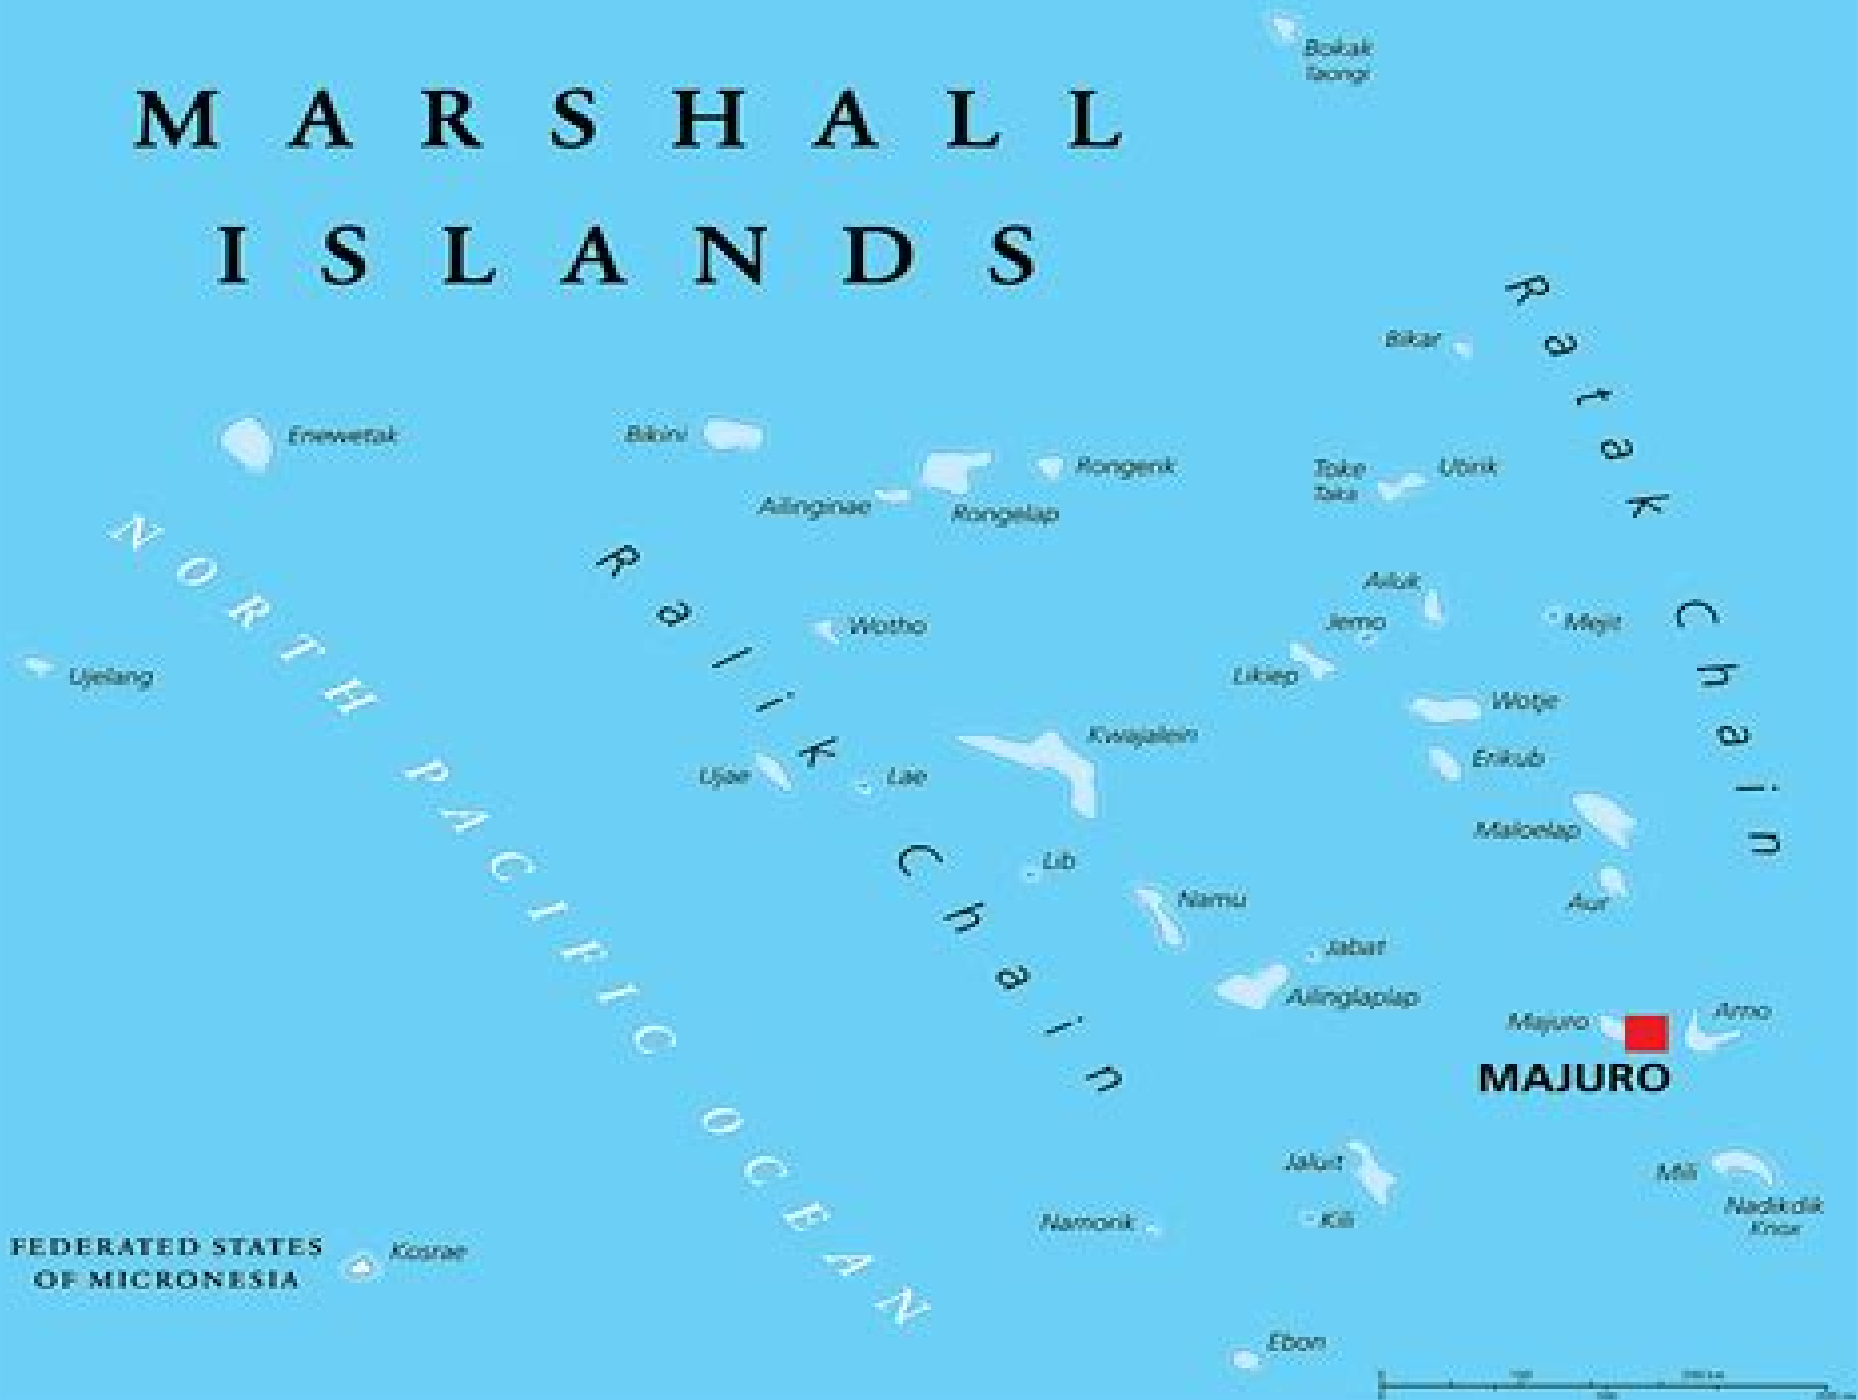 Bokak
Taongi
MARSHALL
ISLANDS
Ratak Chain
Bikar
Enewetak
Bikini
Rongerik
Ailinginae
Rongelap
Toke
Taka
Utirik
NORTH PACIFIC OCEAN
Ralik Chain
Ailuk
Jemo
Mejit
Wotho
Likiep
Ujelang
Wotje
Kwajalein
Erikub
Ujae
Lae
Maloelap
Lib
Aur
Namu
Jabat
Ailinglaplap
Majuro
Arno
MAJURO
Jaluit
Mili
Nadikdik
Knox
Namorik
Kili
FEDERATED STATES
OF MICRONESIA
Kosrae
Ebon